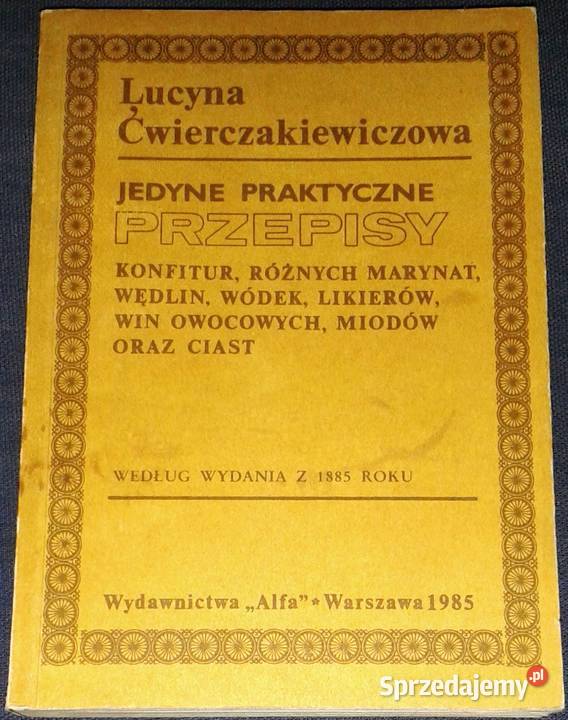 Lucyna
Ćwierczakiewiczowa
JEDYNE PRAKTYCZNE
PRZEPISY
KONFITUR, RÓŻNYCH MARYNAT,
WĘDLIN, WÓDEK, LIKIERÓW,
WIN OWOCOWYCH, MIODÓW
ORAZ CIAST
WEDŁUG WYDANIA Z 1885 ROKU
Wydawnictwa „Alfa" * Warszawa 1985
Sprzedajemy.pl